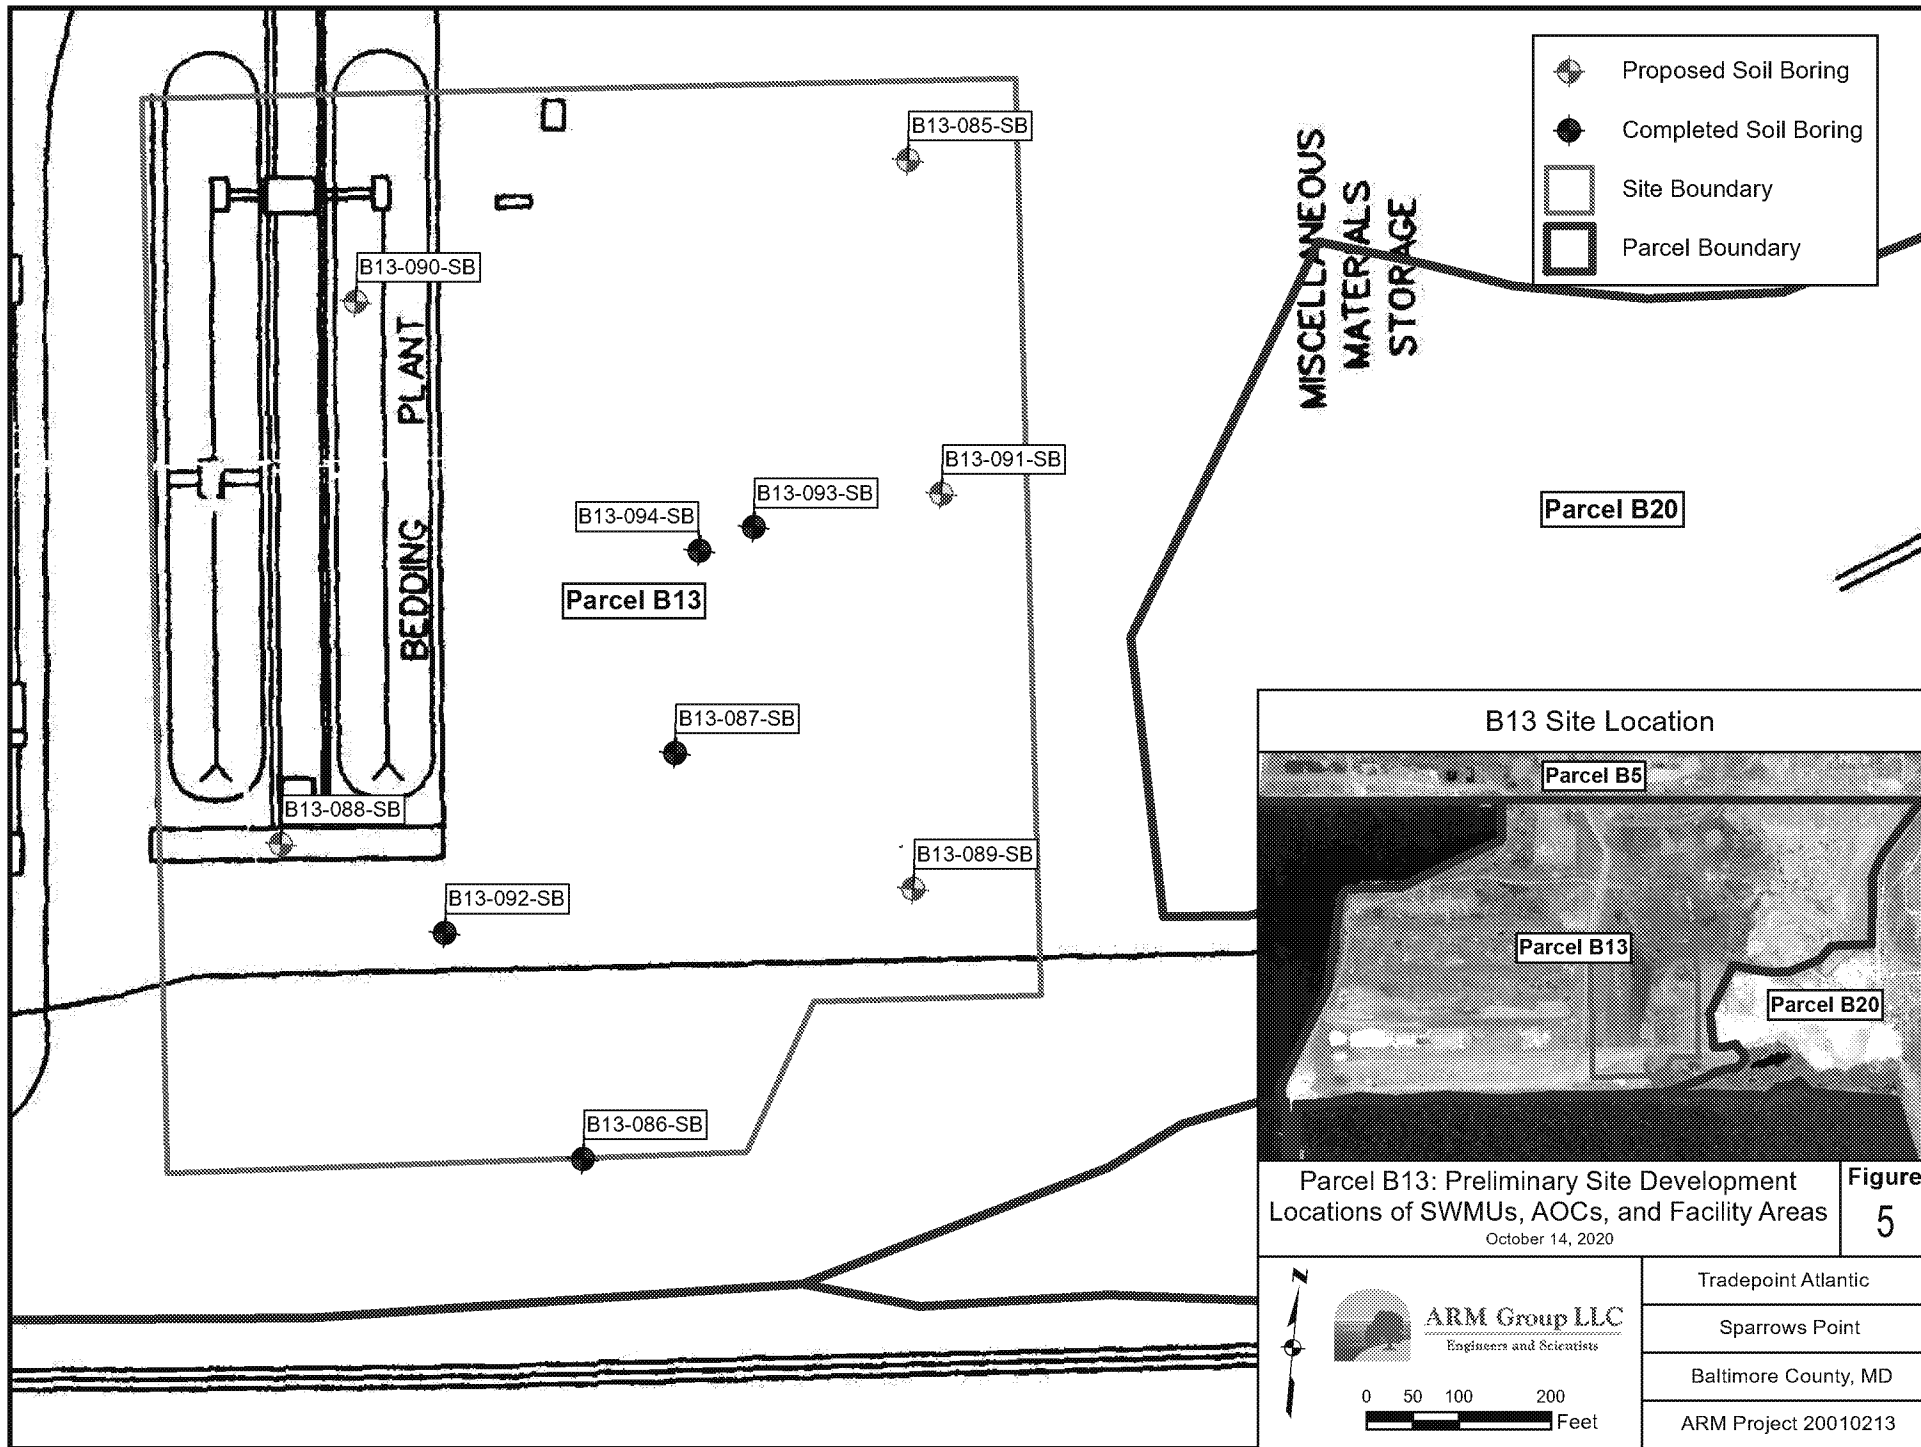 Proposed Soil Boring
Completed Soil Boring
Site Boundary
Parcel Boundary
B13-085-SB
MISCELLANEOUS
MATERIALS
STORAGE
B13-090-SB
BEDDING PLANT
B13-091-SB
B13-093-SB
B13-094-SB
Parcel B20
Parcel B13
B13-087-SB
B13-088-SB
B13-089-SB
B13-092-SB
B13-086-SB
B13 Site Location
Parcel B5
Parcel B13
Parcel B20
Parcel B13: Preliminary Site Development
Locations of SWMUs, AOCs, and Facility Areas
October 14, 2020
Figure
5
N
ARM Group LLC
Engineers and Scientists
0 50 100 200
Feet
Tradepoint Atlantic
Sparrows Point
Baltimore County, MD
ARM Project 20010213